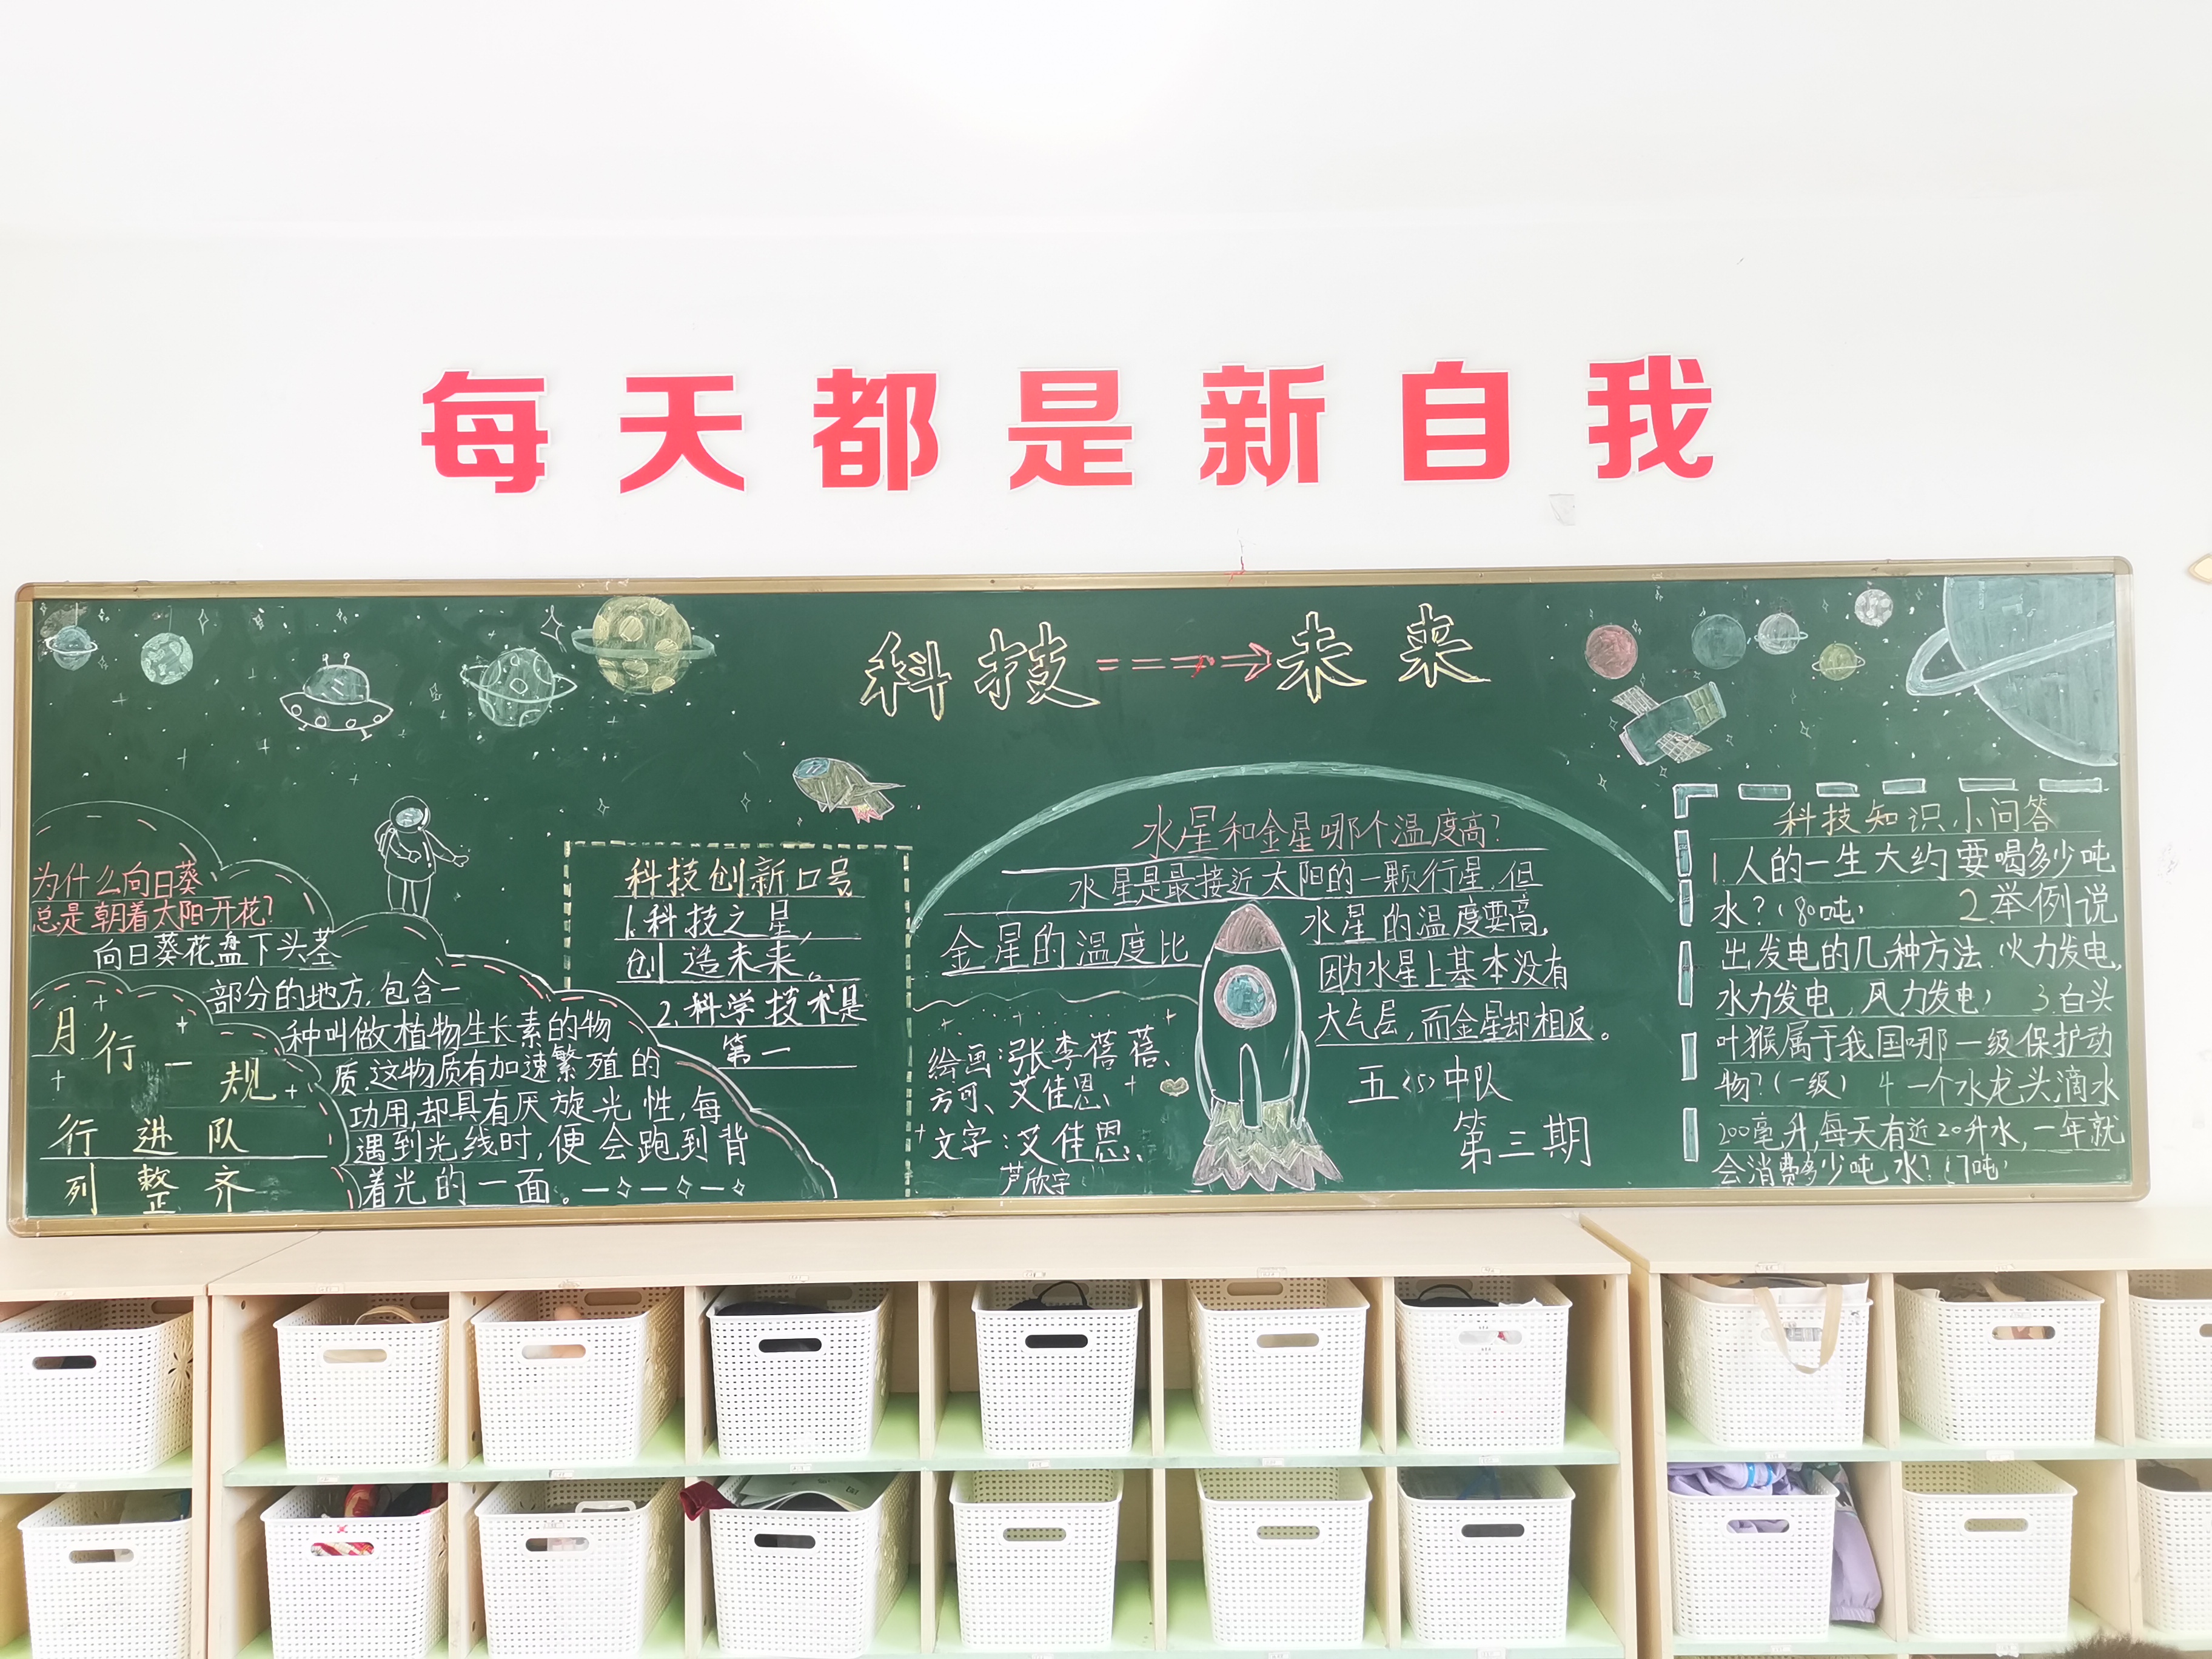 每天都是新自我
科技===⇒未来
为什么向日葵
总是朝着太阳开花?
向日葵花盘下头茎
部分的地方,包含一
种叫做植物生长素的物
质.这物质有加速繁殖的
功用,却具有厌旋光性,每
遇到光线时,便会跑到背
着光的一面。
月行一规
行进队
列整齐
科技创新口号
1.科技之星,
创造未来。
2.科学技术是
第一
水星和金星哪个温度高?
水星是最接近太阳的一颗行星,但
金星的温度比
水星的温度要高,
因为水星上基本没有
大气层,而金星却相反。
绘画:张李蓓蓓、
方可、艾佳恩、
文字:艾佳恩、
芦欣宇
五(5)中队
第三期
科技知识小问答
1.人的一生大约要喝多少吨
水?(80吨) 2.举例说
出发电的几种方法.(火力发电,
水力发电,风力发电) 3.白头
叶猴属于我国哪一级保护动
物?(一级) 4一个水龙头,滴水
200毫升,每天有近20升水,一年就
会消费多少吨水?(7吨)